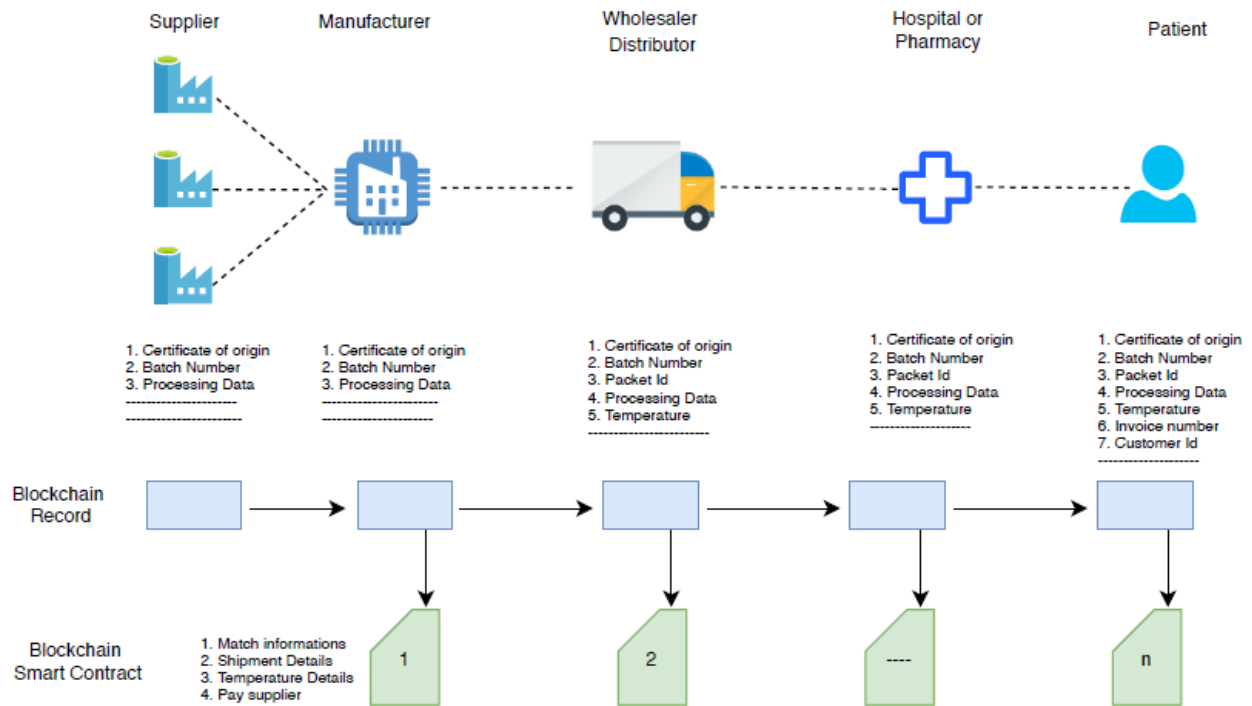 Supplier
Manufacturer
Wholesaler
Distributor
Hospital or
Pharmacy
Patient
1. Certificate of origin
2. Batch Number
3. Processing Data
----------------------
-----------------------
1. Certificate of origin
2. Batch Number
3. Processing Data
-----------------------
----------------------
1. Certificate of origin
2. Batch Number
3. Packet Id
4. Processing Data
5. Temperature
------------------------
1. Certificate of origin
2. Batch Number
3. Packet Id
4. Processing Data
5. Temperature
--------------------
1. Certificate of origin
2. Batch Number
3. Packet Id
4. Processing Data
5. Temperature
6. Invoice number
7. Customer Id
--------------------
Blockchain
Record
Blockchain
Smart Contract
1. Match informations
2. Shipment Details
3. Temperature Details
4. Pay supplier
1
2
----
n